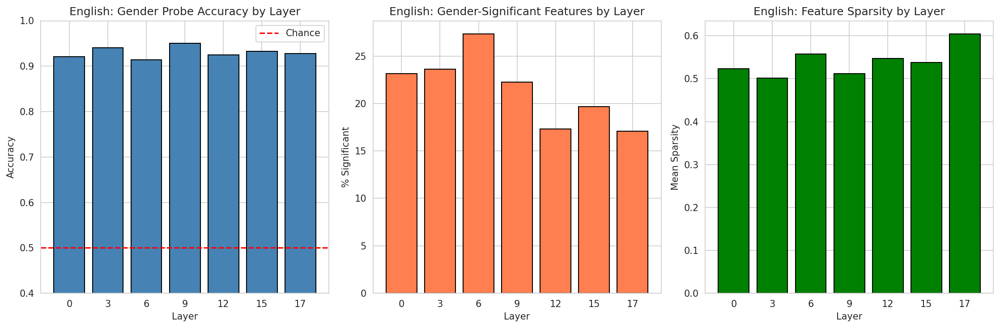 English: Gender Probe Accuracy by Layer
Chance
1.0
0.9
0.8
0.7
0.6
0.5
0.4
Accuracy
0 3 6 9 12 15 17
Layer
English: Gender-Significant Features by Layer
25
20
15
10
5
0
% Significant
0 3 6 9 12 15 17
Layer
English: Feature Sparsity by Layer
0.6
0.5
0.4
0.3
0.2
0.1
0.0
Mean Sparsity
0 3 6 9 12 15 17
Layer